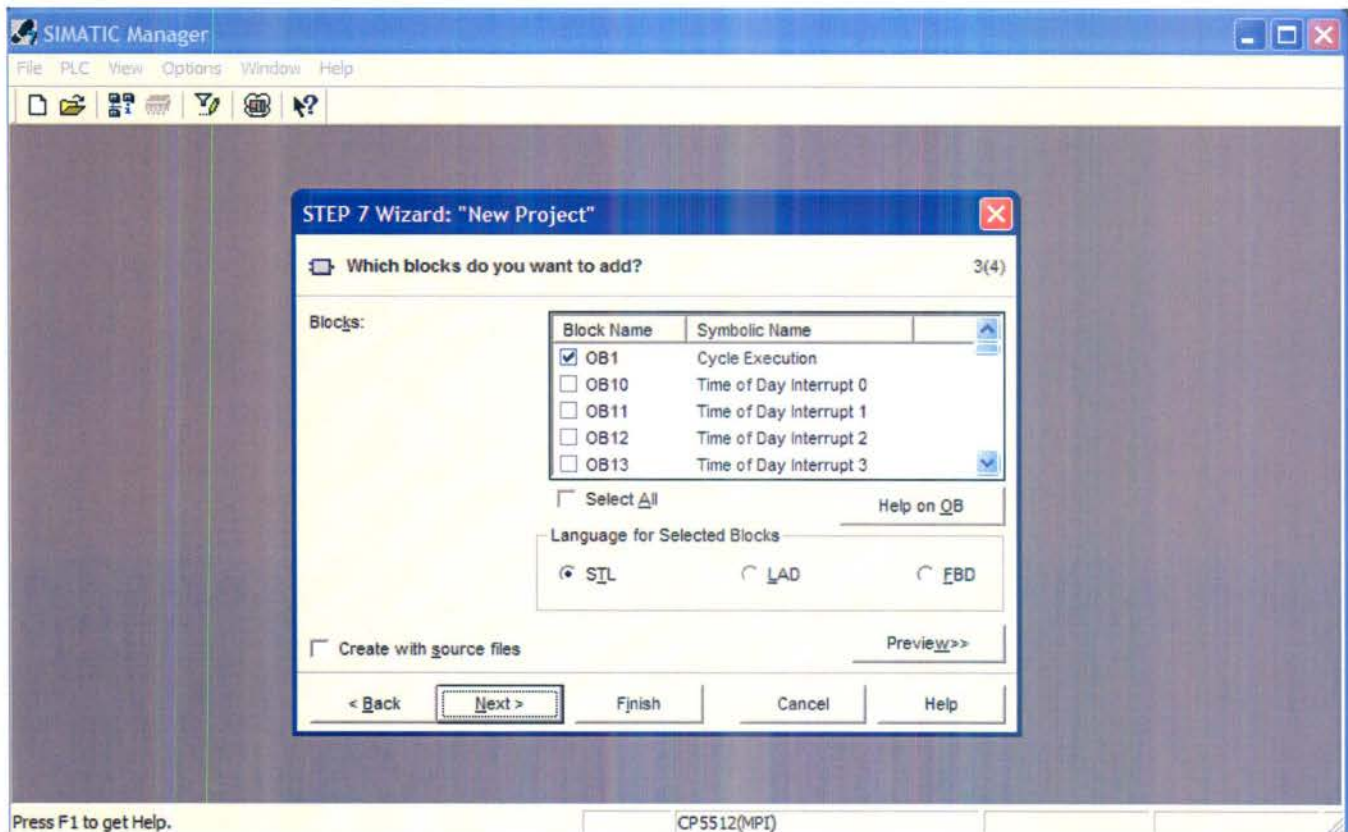 SIMATIC Manager
File PLC View Options Window Help
STEP 7 Wizard: "New Project"
Which blocks do you want to add?
3(4)
Blocks:
Block Name Symbolic Name
OB1 Cycle Execution
OB10 Time of Day Interrupt 0
OB11 Time of Day Interrupt 1
OB12 Time of Day Interrupt 2
OB13 Time of Day Interrupt 3
Select All
Help on OB
Language for Selected Blocks
STL LAD FBD
Create with source files
Preview>>
< Back Next > Finish Cancel Help
Press F1 to get Help.
CP5512(MPI)